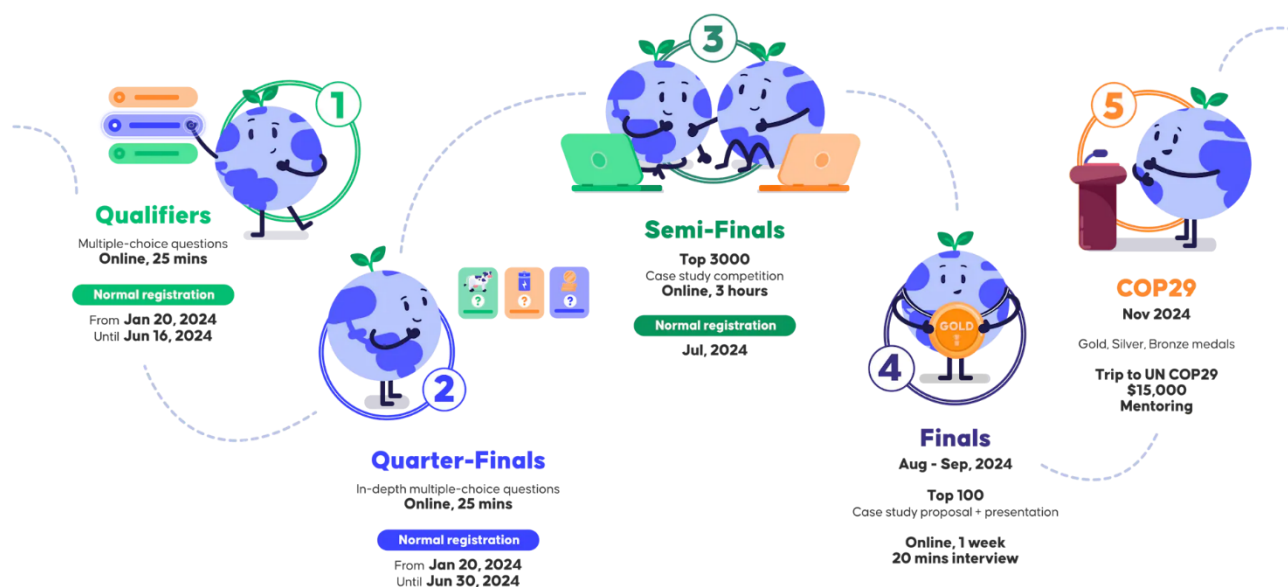 1
Qualifiers
Multiple-choice questions
Online, 25 mins
Normal registration
From Jan 20, 2024
Until Jun 16, 2024
2
?
?
?
Quarter-Finals
In-depth multiple-choice questions
Online, 25 mins
Normal registration
From Jan 20, 2024
Until Jun 30, 2024
3
Semi-Finals
Top 3000
Case study competition
Online, 3 hours
Normal registration
Jul, 2024
GOLD
4
Finals
Aug - Sep, 2024
Top 100
Case study proposal + presentation
Online, 1 week
20 mins interview
5
COP29
Nov 2024
Gold, Silver, Bronze medals
Trip to UN COP29
$15,000
Mentoring